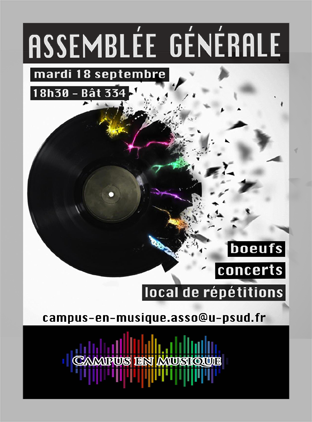 ASSEMBLÉE GÉNÉRALE
mardi 18 septembre
18h30 - Bât 334
boeufs
concerts
local de répétitions
campus-en-musique.asso@u-psud.fr
CAMPUS EN MUSIQUE